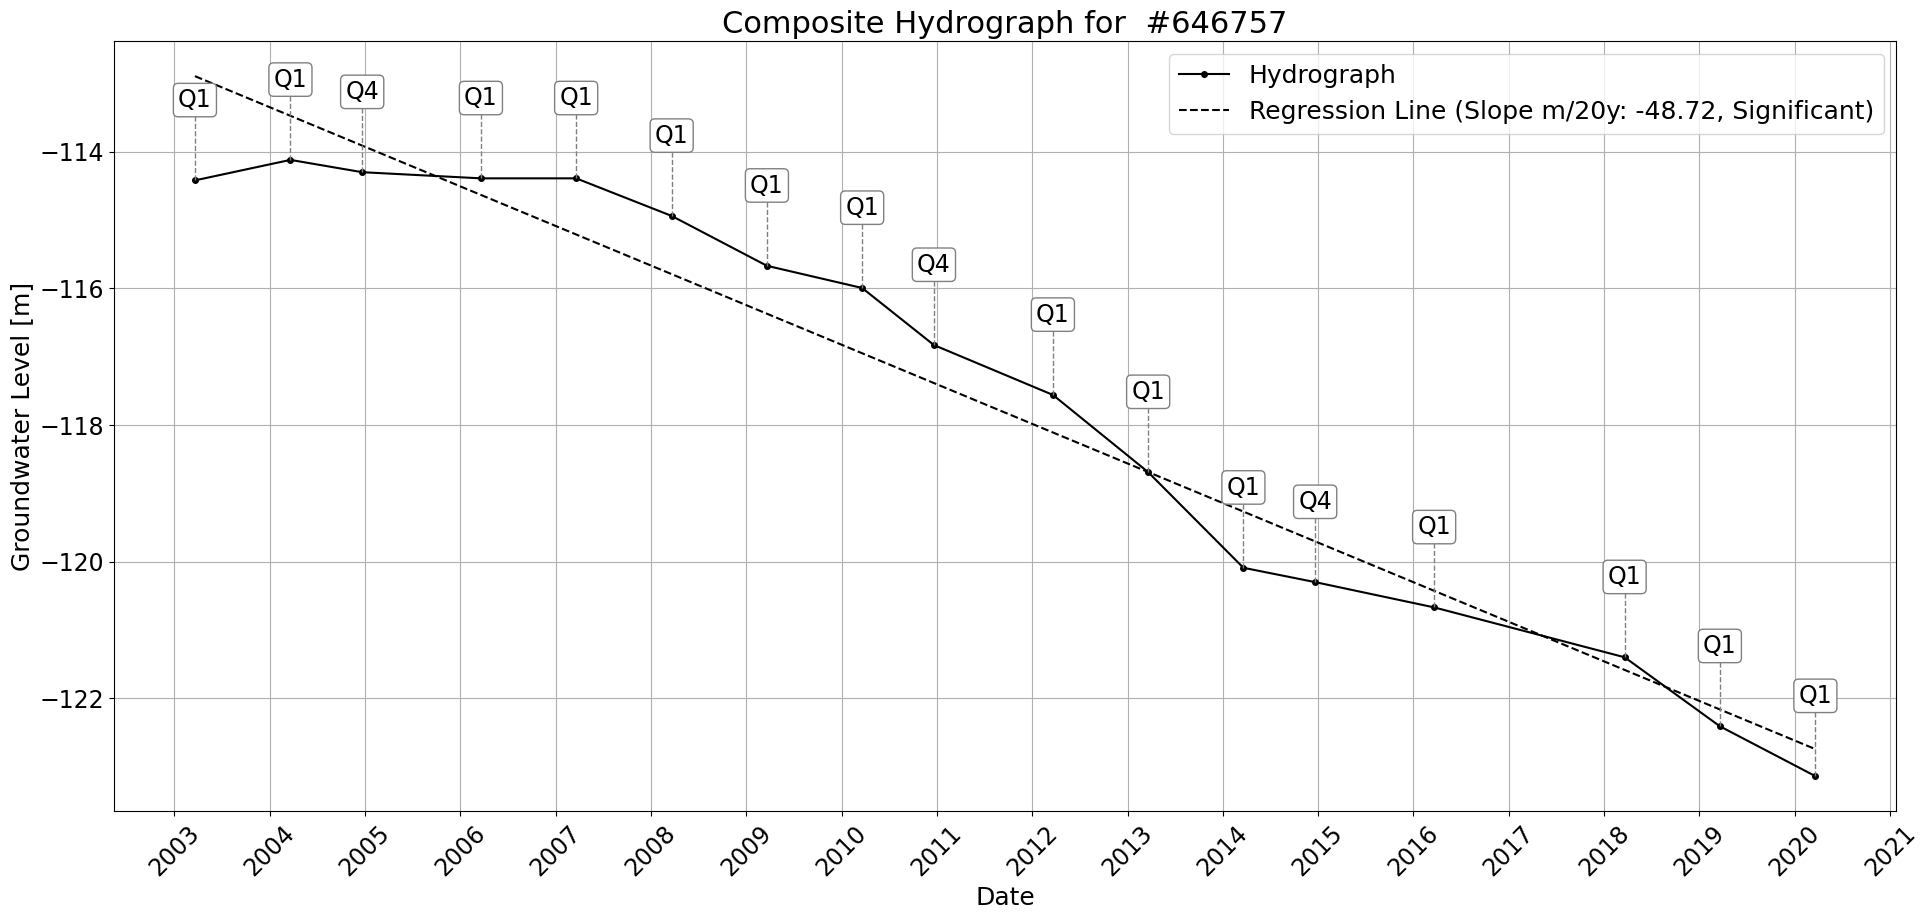 Composite Hydrograph for #646757
Hydrograph
Regression Line (Slope m/20y: -48.72, Significant)
Q1
Q1
Q4
Q1
Q1
Q1
Q1
Q1
Q4
Q1
Q1
Q1
Q4
Q1
Q1
Q1
Q1
Groundwater Level [m]
−114
−116
−118
−120
−122
2003
2004
2005
2006
2007
2008
2009
2010
2011
2012
2013
2014
2015
2016
2017
2018
2019
2020
2021
Date